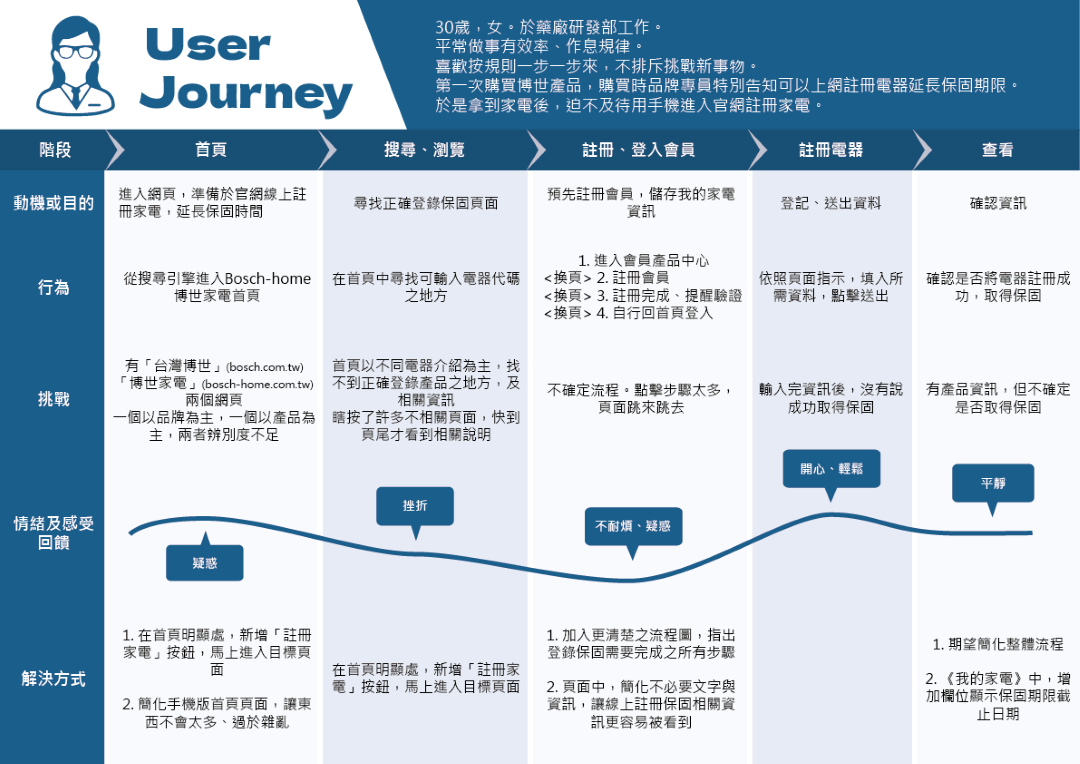 User
Journey
30歲，女。於藥廠研發部工作。
平常做事有效率、作息規律。
喜歡按規則一步一步來，不排斥挑戰新事物。
第一次購買博世產品，購買時品牌專員特別告知可以上網註冊電器延長保固期限。
於是拿到家電後，迫不及待用手機進入官網註冊家電。
階段
首頁
搜尋、瀏覽
註冊、登入會員
註冊電器
查看
動機或目的
進入網頁，準備於官網線上註
冊家電，延長保固時間
尋找正確登錄保固頁面
預先註冊會員，儲存我的家電
資訊
登記、送出資料
確認資訊
行為
從搜尋引擎進入Bosch-home
博世家電首頁
在首頁中尋找可輸入電器代碼
之地方
1. 進入會員產品中心
<換頁> 2. 註冊會員
<換頁> 3. 註冊完成、提醒驗證
<換頁> 4. 自行回首頁登入
依照頁面指示，填入所
需資料，點擊送出
確認是否將電器註冊成
功，取得保固
挑戰
有「台灣博世」(bosch.com.tw)
「博世家電」(bosch-home.com.tw)
兩個網頁
一個以品牌為主，一個以產品為
主，兩者辨別度不足
首頁以不同電器介紹為主，找
不到正確登錄產品之地方，及
相關資訊
瞎按了許多不相關頁面，快到
頁尾才看到相關說明
不確定流程。點擊步驟太多，
頁面跳來跳去
輸入完資訊後，沒有說
成功取得保固
有產品資訊，但不確定
是否取得保固
情緒及感受
回饋
疑惑
挫折
不耐煩、疑惑
開心、輕鬆
平靜
解決方式
1. 在首頁明顯處，新增「註冊
家電」按鈕，馬上進入目標頁
面
2. 簡化手機版首頁頁面，讓東
西不會太多、過於雜亂
在首頁明顯處，新增「註冊家
電」按鈕，馬上進入目標頁面
1. 加入更清楚之流程圖，指出
登錄保固需要完成之所有步驟
2. 頁面中，簡化不必要文字與
資訊，讓線上註冊保固相關資
訊更容易被看到
1. 期望簡化整體流程
2. 《我的家電》中，增
加欄位顯示保固期限截
止日期